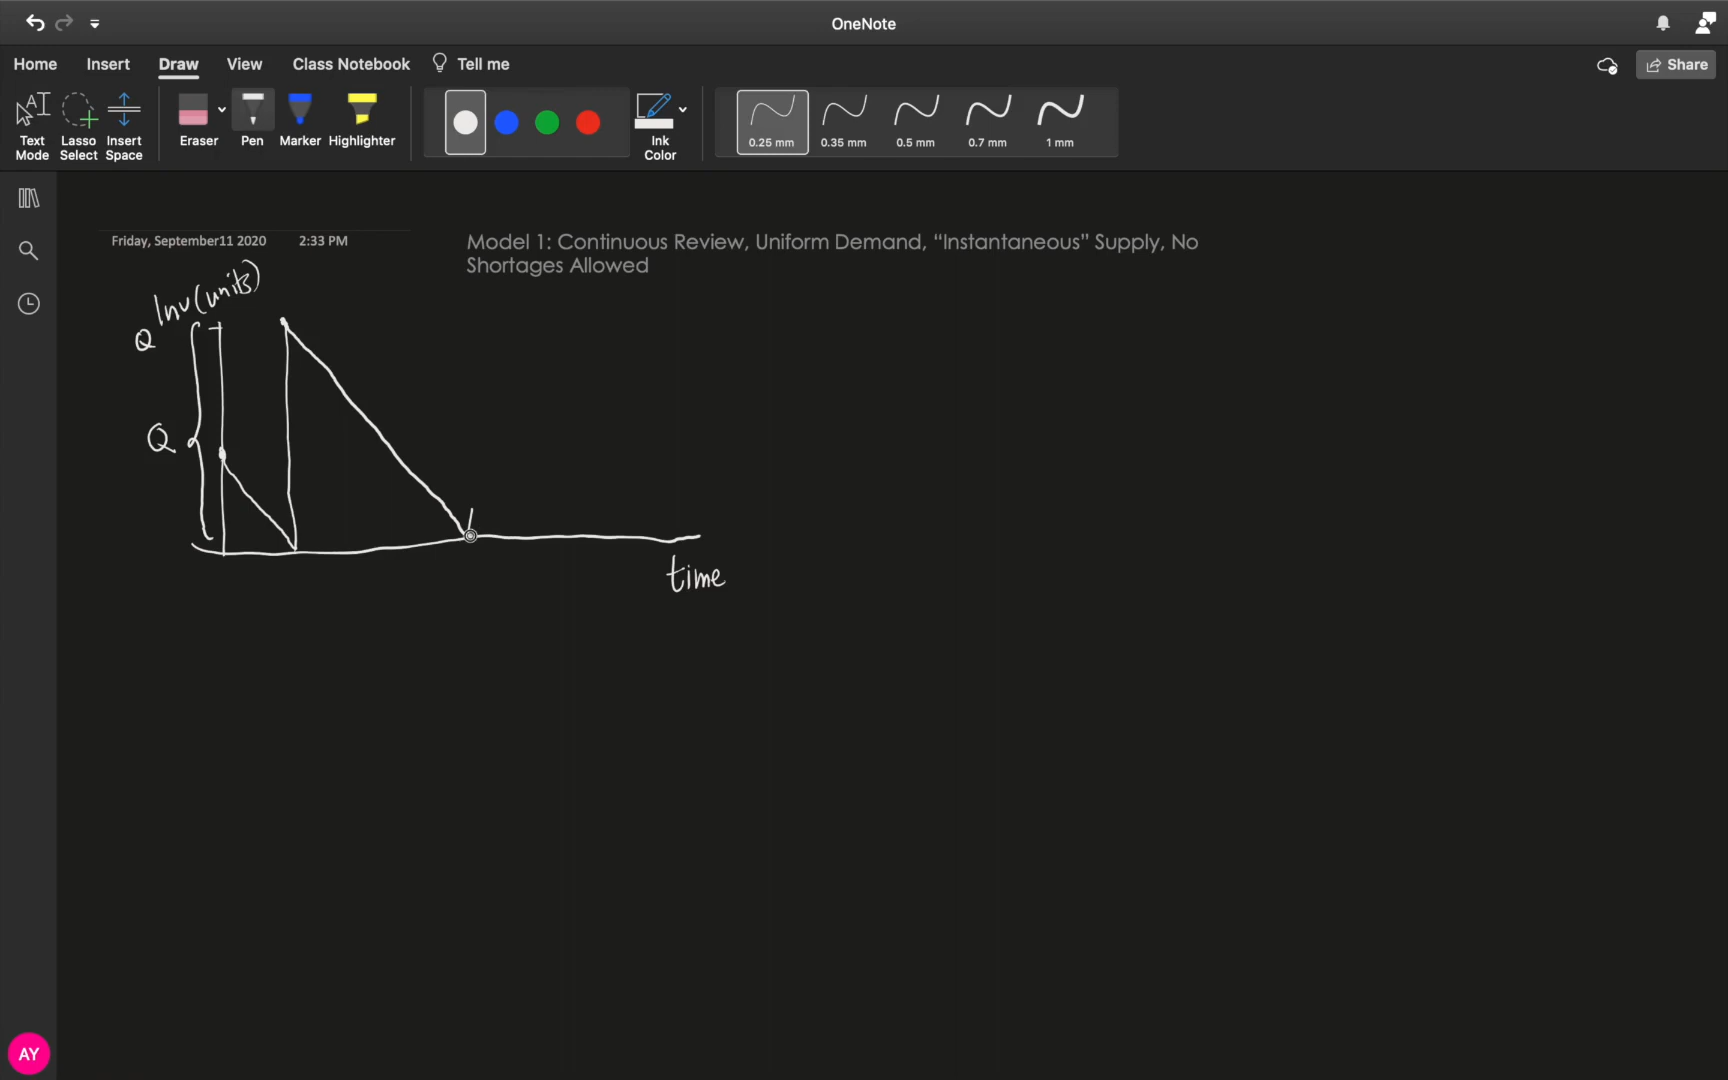 OneNote
Home Insert Draw View Class Notebook Tell me
Share
Text Mode
Lasso Select
Insert Space
Eraser
Pen
Marker
Highlighter
Ink Color
0.25 mm
0.35 mm
0.5 mm
0.7 mm
1 mm
Friday, September11 2020 2:33 PM
Model 1: Continuous Review, Uniform Demand, “Instantaneous” Supply, No
Shortages Allowed
Inv (units)
Q
Q
time
AY